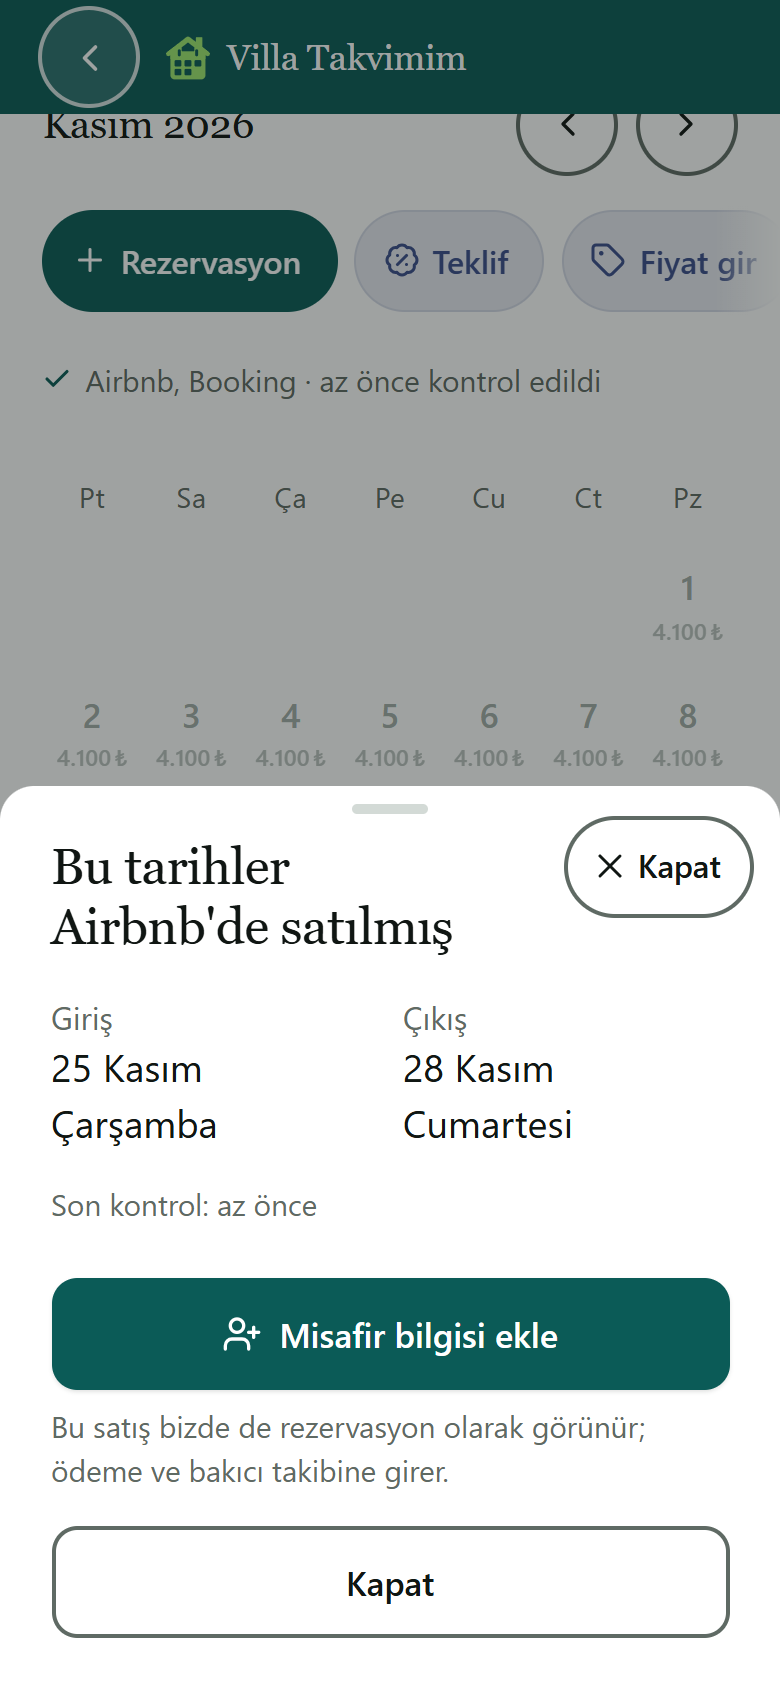 Villa Takvimim
Kasım 2026
Rezervasyon
Teklif
Fiyat gir
Airbnb, Booking · az önce kontrol edildi
Pt Sa Ça Pe Cu Ct Pz
1
4.100 ₺
2 3 4 5 6 7 8
4.100 ₺ 4.100 ₺ 4.100 ₺ 4.100 ₺ 4.100 ₺ 4.100 ₺ 4.100 ₺
Bu tarihler
Airbnb'de satılmış
Kapat
Giriş
25 Kasım
Çarşamba
Çıkış
28 Kasım
Cumartesi
Son kontrol: az önce
Misafir bilgisi ekle
Bu satış bizde de rezervasyon olarak görünür;
ödeme ve bakıcı takibine girer.
Kapat